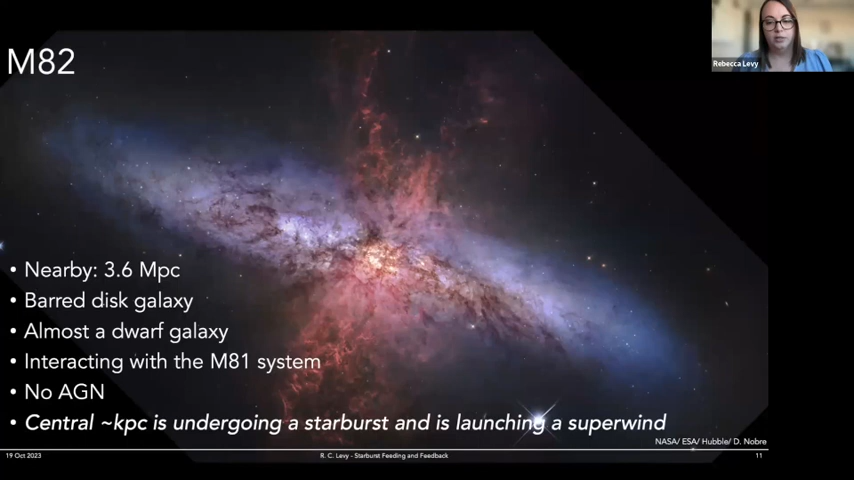 M82
Rebecca Levy
• Nearby: 3.6 Mpc
• Barred disk galaxy
• Almost a dwarf galaxy
• Interacting with the M81 system
• No AGN
• Central ~kpc is undergoing a starburst and is launching a superwind
NASA/ ESA/ Hubble/ D. Nobre
19 Oct 2023
R. C. Levy - Starburst Feeding and Feedback
11